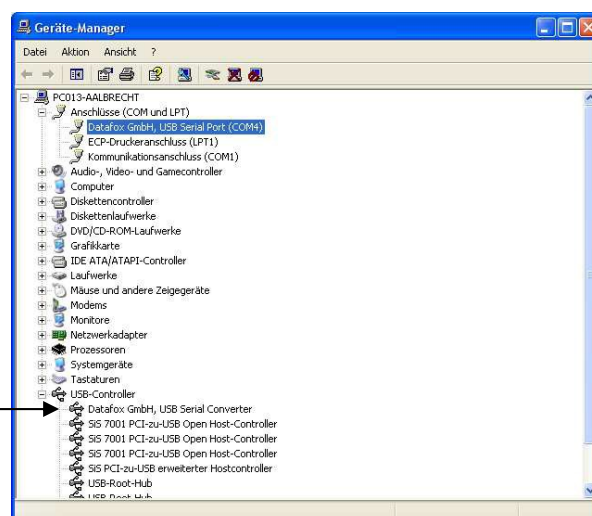 Geräte-Manager
Datei Aktion Ansicht ?
PC013-AALBRECHT
Anschlüsse (COM und LPT)
Datafox GmbH, USB Serial Port (COM4)
ECP-Druckeranschluss (LPT1)
Kommunikationsanschluss (COM1)
Audio-, Video- und Gamecontroller
Computer
Diskettencontroller
Diskettenlaufwerke
DVD/CD-ROM-Laufwerke
Grafikkarte
IDE ATA/ATAPI-Controller
Laufwerke
Mäuse und andere Zeigegeräte
Modems
Monitore
Netzwerkadapter
Prozessoren
Systemgeräte
Tastaturen
USB-Controller
Datafox GmbH, USB Serial Converter
SiS 7001 PCI-zu-USB Open Host-Controller
SiS 7001 PCI-zu-USB Open Host-Controller
SiS 7001 PCI-zu-USB Open Host-Controller
SiS PCI-zu-USB erweiterter Hostcontroller
USB-Root-Hub
USB-Root-Hub